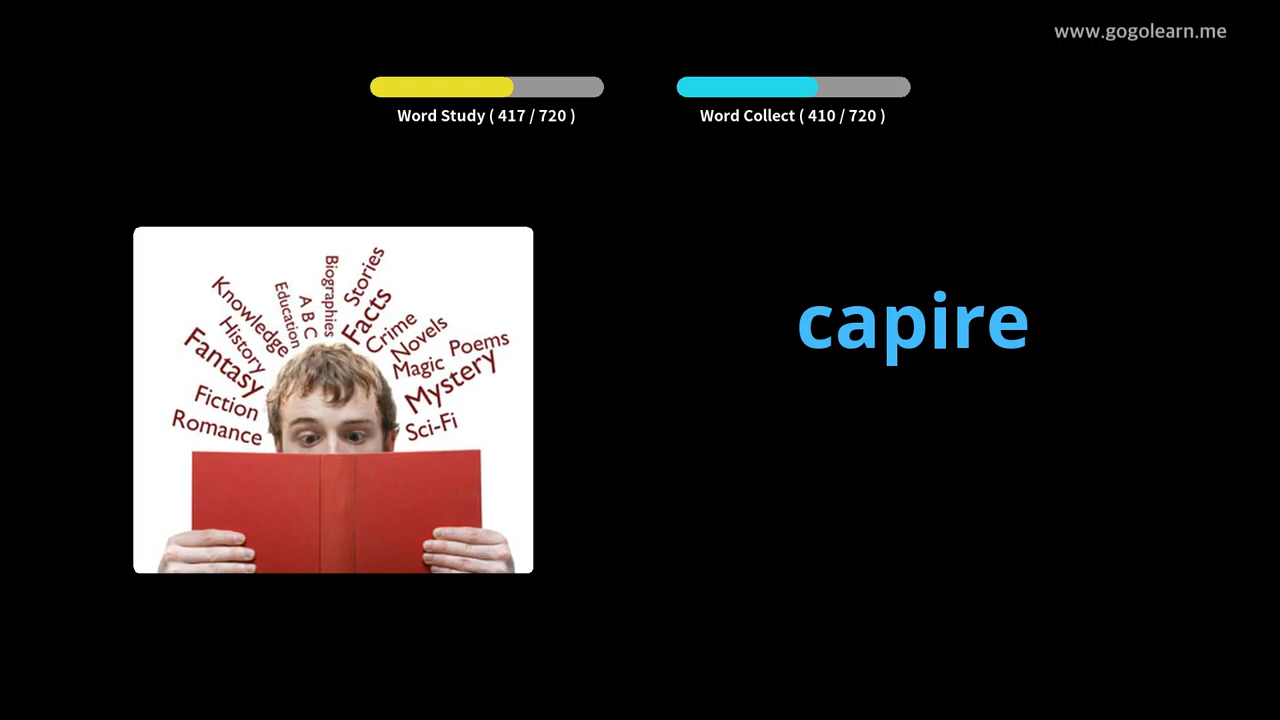 www.gogolearn.me
Word Study ( 417 / 720 )
Word Collect ( 410 / 720 )
Knowledge
Education
A B C
Biographies
Stories
Facts
History
Crime
Novels
Poems
Fantasy
Magic
Mystery
Fiction
Romance
Sci-Fi
capire